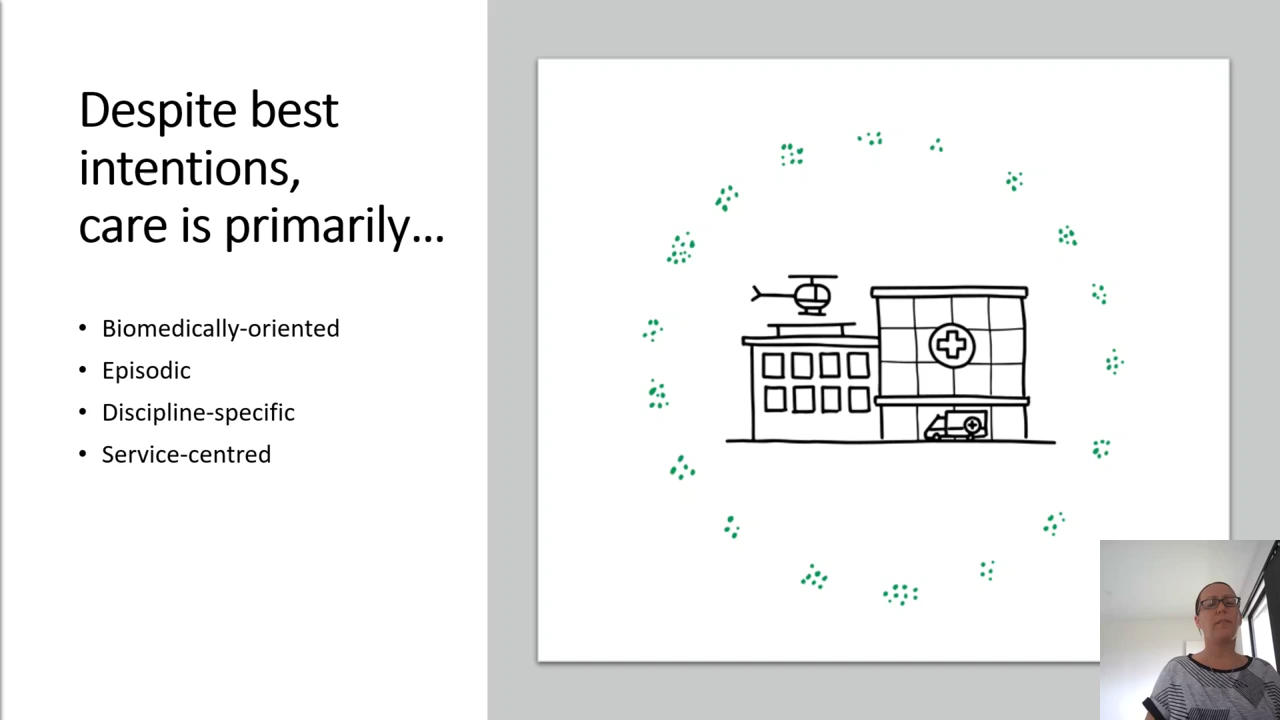 Despite best
intentions,
care is primarily...
• Biomedically-oriented
• Episodic
• Discipline-specific
• Service-centred